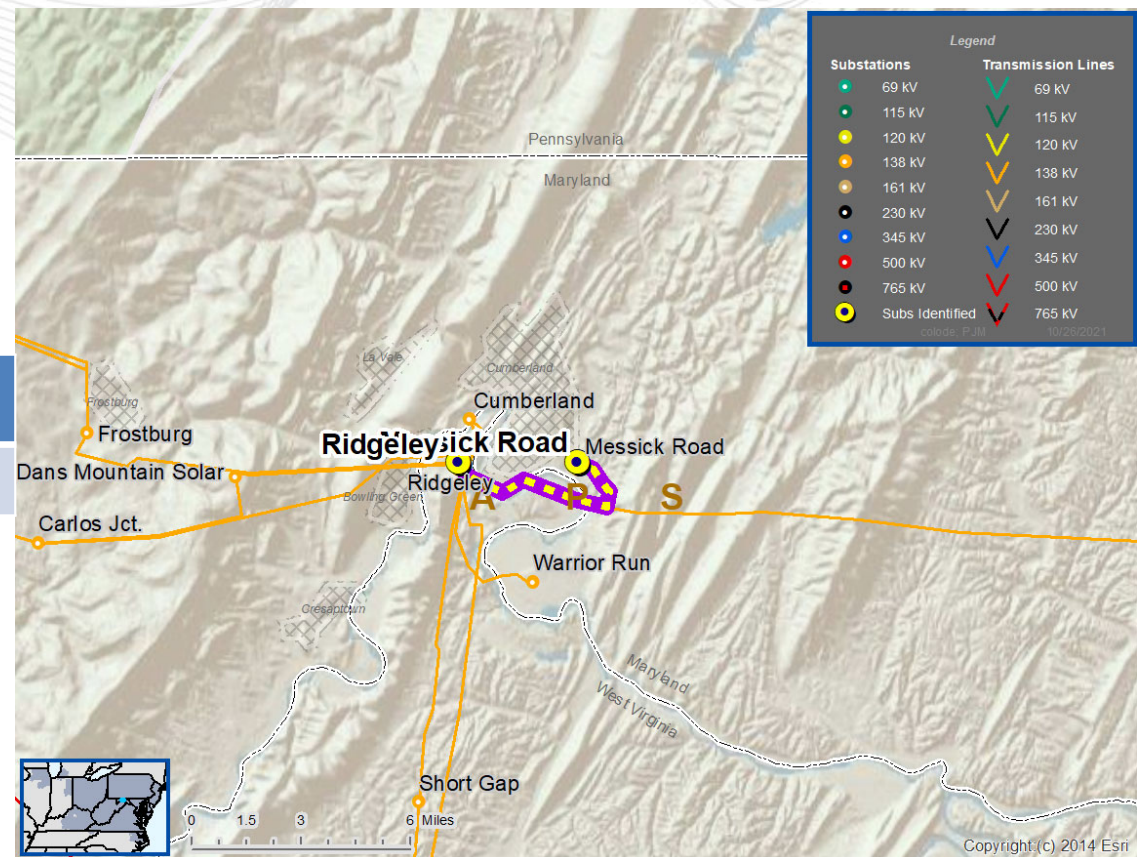 Legend
Substations
Transmission Lines
69 kV
69 kV
115 kV
115 kV
120 kV
120 kV
138 kV
138 kV
161 kV
161 kV
230 kV
230 kV
345 kV
345 kV
500 kV
500 kV
765 kV
Subs Identified
765 kV
colode: PJM
10/26/2021
Pennsylvania
Maryland
La Vale
Cumberland
Frostburg
Cumberland
Frostburg
Ridgeley
sick Road
Messick Road
Dans Mountain Solar
Ridgeley
Bowling Green
A P S
Carlos Jct.
Warrior Run
Cresaptown
Maryland
West Virginia
Short Gap
0 1.5 3 6 Miles
Copyright:(c) 2014 Esri